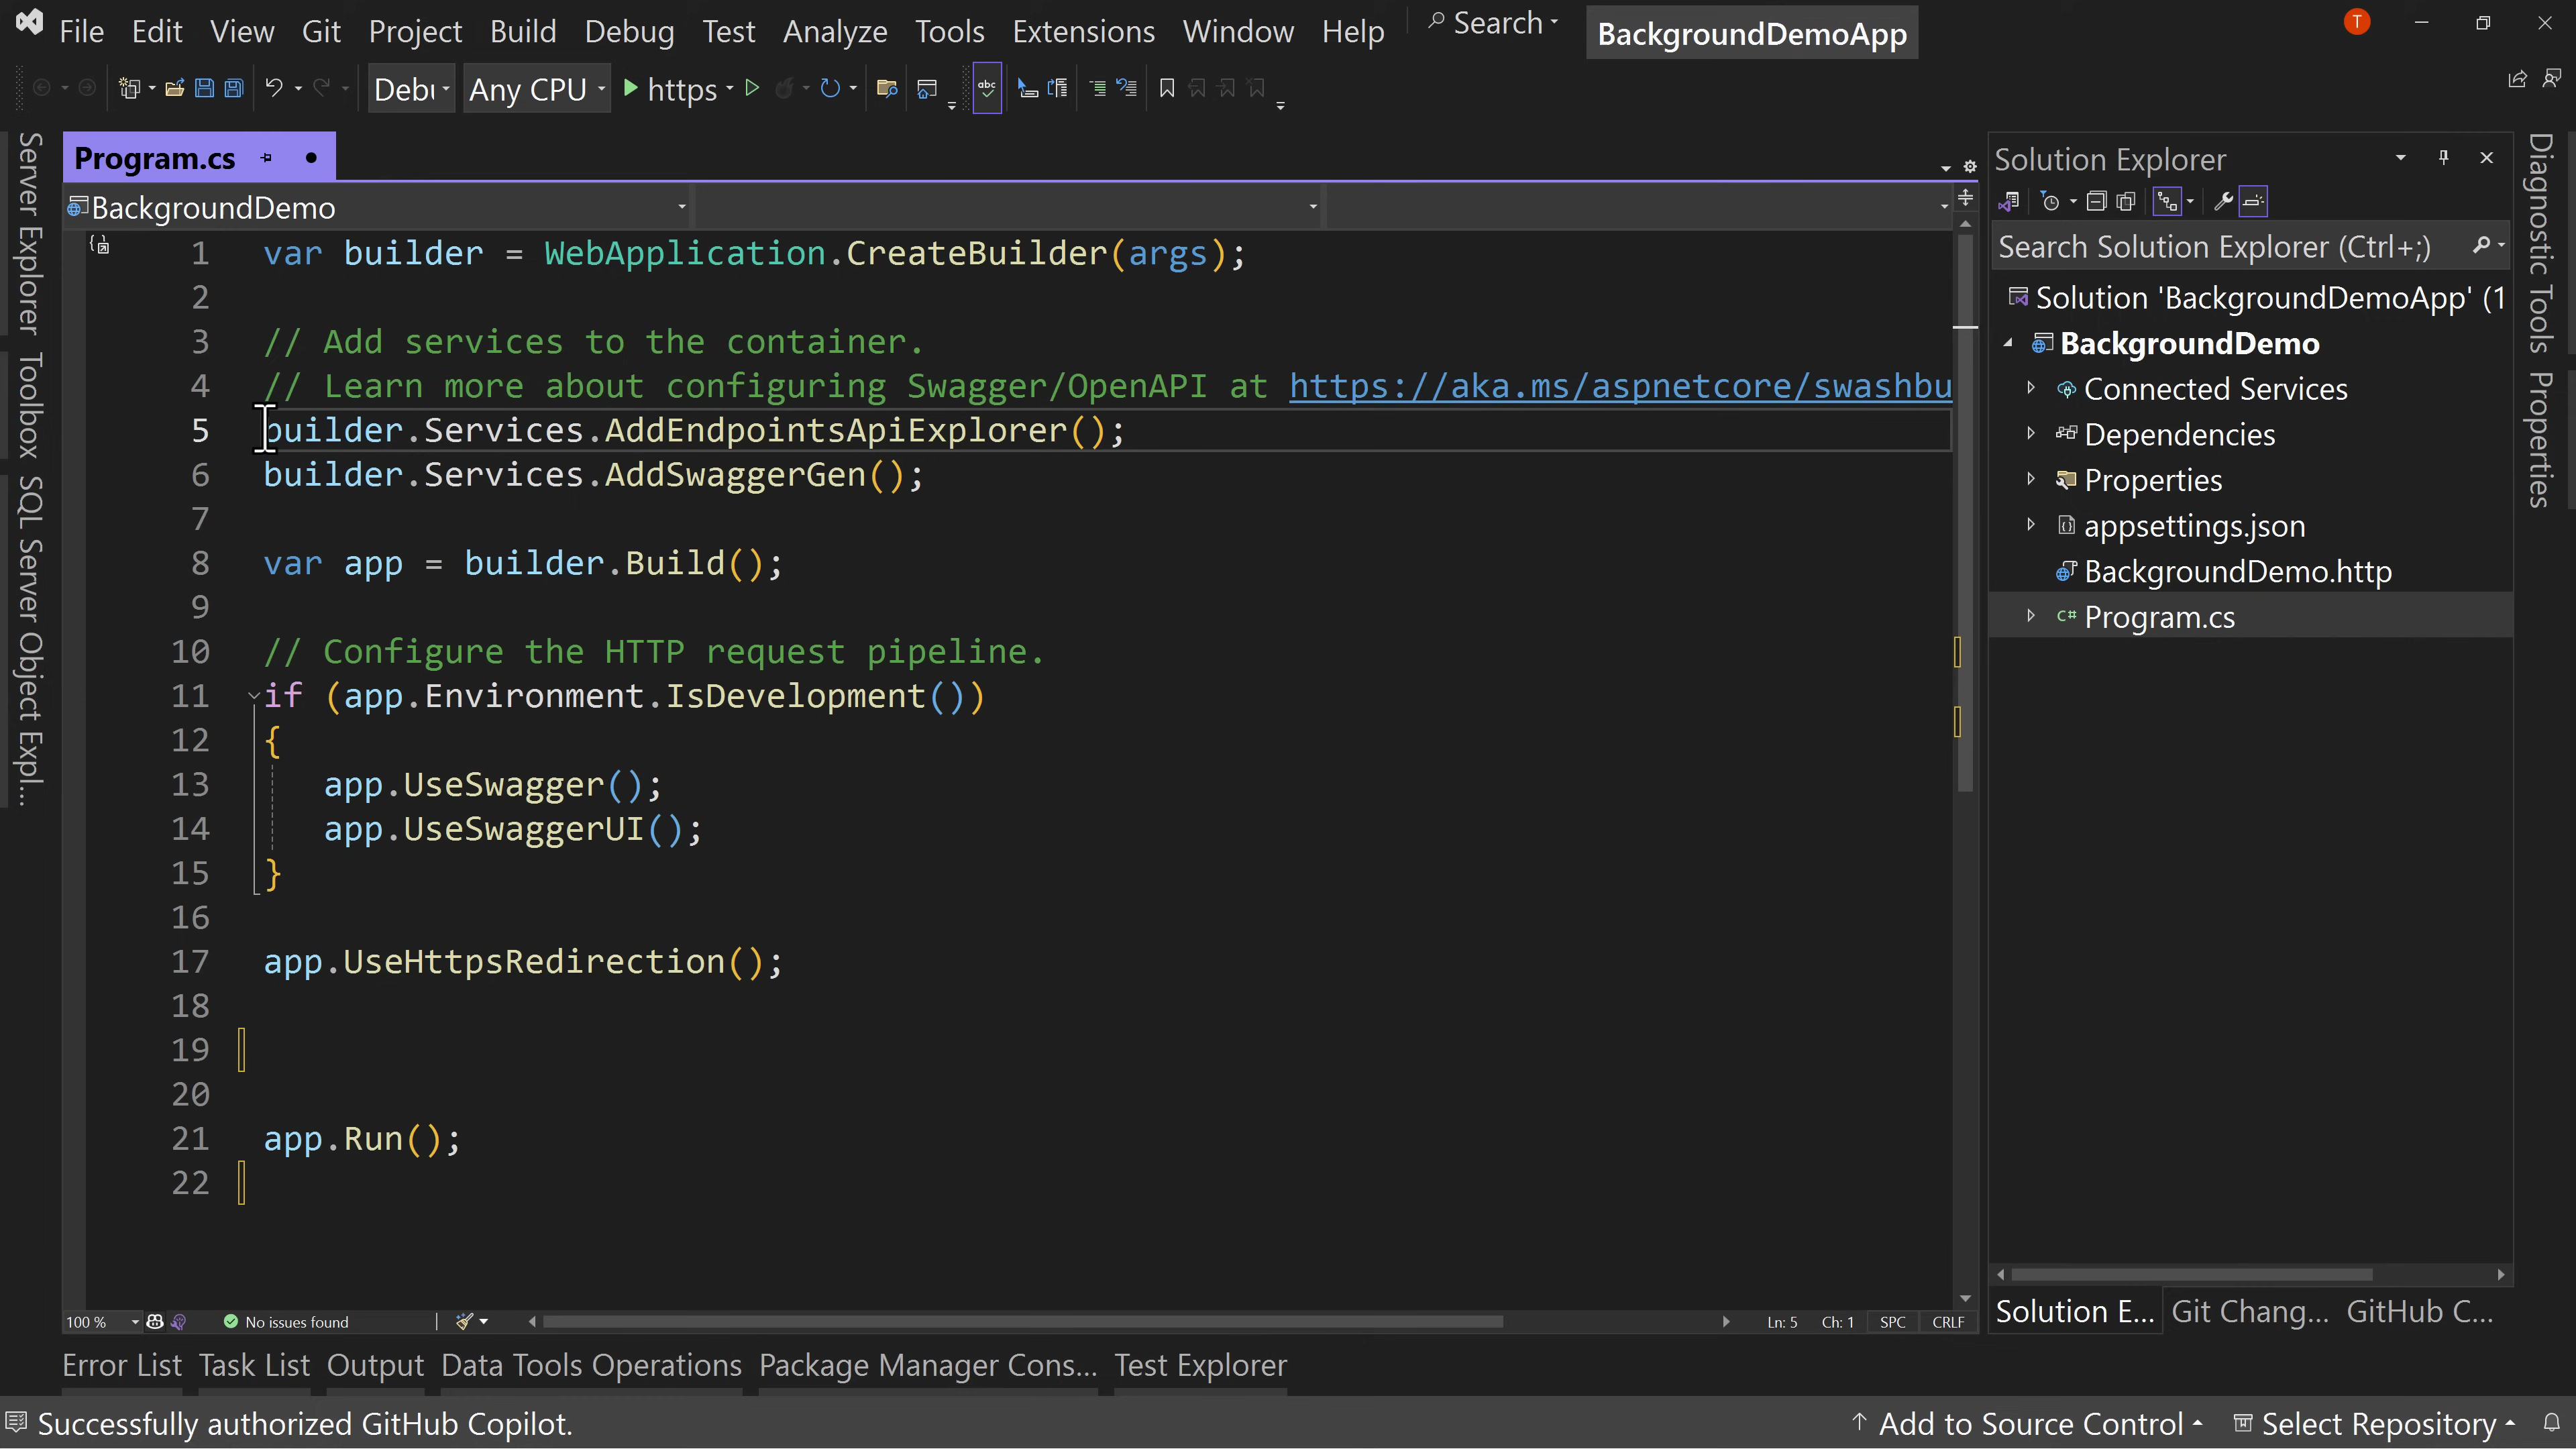 File Edit View Git Project Build Debug Test Analyze Tools Extensions Window Help Search BackgroundDemoApp T
Debu Any CPU https abc
Program.cs
BackgroundDemo
1 var builder = WebApplication.CreateBuilder(args);
2
3 // Add services to the container.
4 // Learn more about configuring Swagger/OpenAPI at https://aka.ms/aspnetcore/swashbu
5 builder.Services.AddEndpointsApiExplorer();
6 builder.Services.AddSwaggerGen();
7
8 var app = builder.Build();
9
10 // Configure the HTTP request pipeline.
11 if (app.Environment.IsDevelopment())
12 {
13 app.UseSwagger();
14 app.UseSwaggerUI();
15 }
16
17 app.UseHttpsRedirection();
18
19
20
21 app.Run();
22
100 % No issues found Ln: 5 Ch: 1 SPC CRLF
Server Explorer
Toolbox
SQL Server Object Expl...
Solution Explorer
Search Solution Explorer (Ctrl+;)
Solution 'BackgroundDemoApp' (1
BackgroundDemo
Connected Services
Dependencies
Properties
appsettings.json
BackgroundDemo.http
C# Program.cs
Solution E... Git Chang... GitHub C...
Diagnostic Tools
Properties
Error List Task List Output Data Tools Operations Package Manager Cons... Test Explorer
Successfully authorized GitHub Copilot. Add to Source Control Select Repository